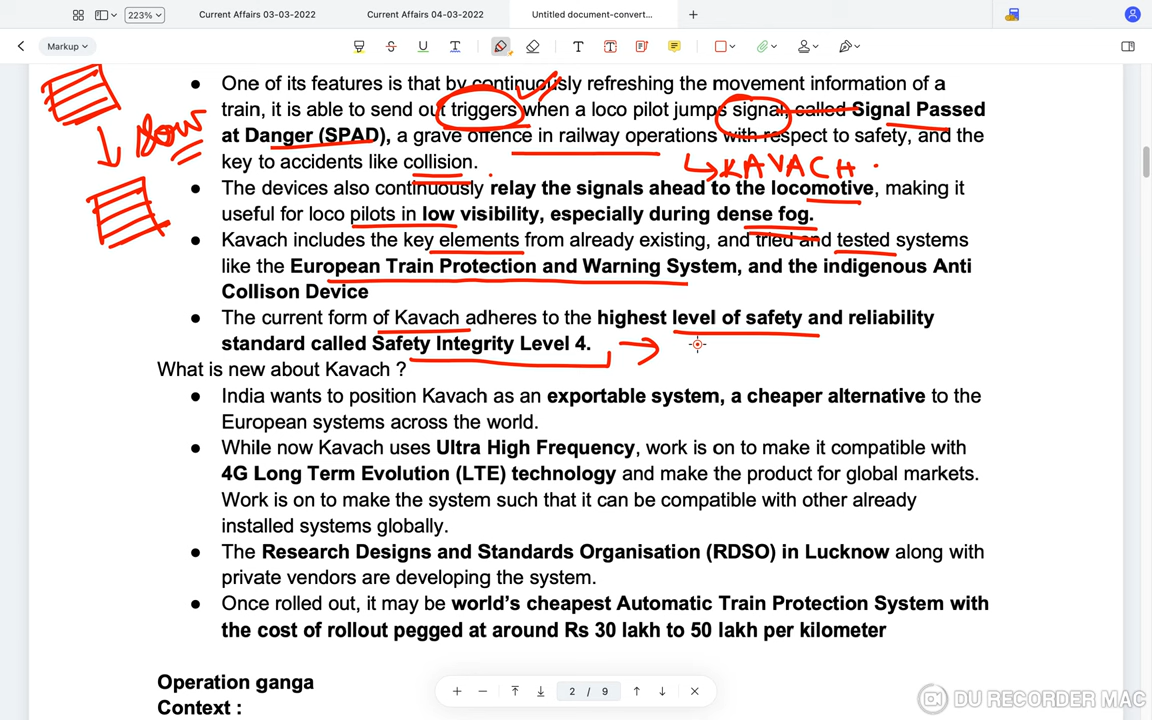 223%
Current Affairs 03-03-2022
Current Affairs 04-03-2022
Untitled document-convert...
Markup
One of its features is that by continuously refreshing the movement information of a
train, it is able to send out triggers when a loco pilot jumps signal, called Signal Passed
at Danger (SPAD), a grave offence in railway operations with respect to safety, and the
key to accidents like collision.
KAVACH
The devices also continuously relay the signals ahead to the locomotive, making it
useful for loco pilots in low visibility, especially during dense fog.
Kavach includes the key elements from already existing, and tried and tested systems
like the European Train Protection and Warning System, and the indigenous Anti
Collison Device
The current form of Kavach adheres to the highest level of safety and reliability
standard called Safety Integrity Level 4.
What is new about Kavach ?
India wants to position Kavach as an exportable system, a cheaper alternative to the
European systems across the world.
While now Kavach uses Ultra High Frequency, work is on to make it compatible with
4G Long Term Evolution (LTE) technology and make the product for global markets.
Work is on to make the system such that it can be compatible with other already
installed systems globally.
The Research Designs and Standards Organisation (RDSO) in Lucknow along with
private vendors are developing the system.
Once rolled out, it may be world's cheapest Automatic Train Protection System with
the cost of rollout pegged at around Rs 30 lakh to 50 lakh per kilometer
Operation ganga
Context :
2 / 9
DU RECORDER MAC